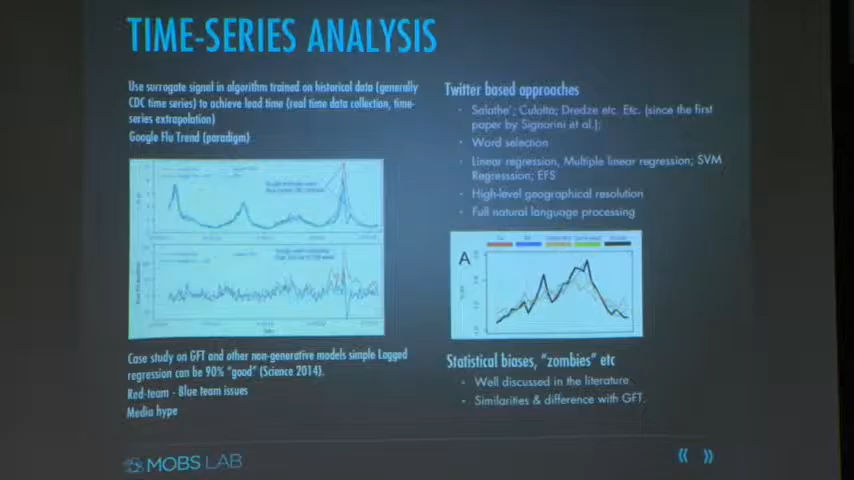 TIME-SERIES ANALYSIS
Use surrogate signal in algorithm trained on historical data (generally
CDC time series) to achieve lead time (real time data collection, time-
series extrapolation)
Google Flu Trend (paradigm)
Case study on GFT and other non-generative models simple Lagged
regression can be 90% "good" (Science 2014).
Red-team - Blue team issues
Media hype
Twitter based approaches
Salathe'; Culotta; Dredze etc. Etc. (since the first
paper by Signorini et al.);
Word selection
Linear regression, Multiple linear regression; SVM
Regresssion; EFS
High-level geographical resolution
Full natural language processing
A
Statistical biases, "zombies" etc
Well discussed in the literature
Similarities & difference with GFT.
MOBS LAB
« »